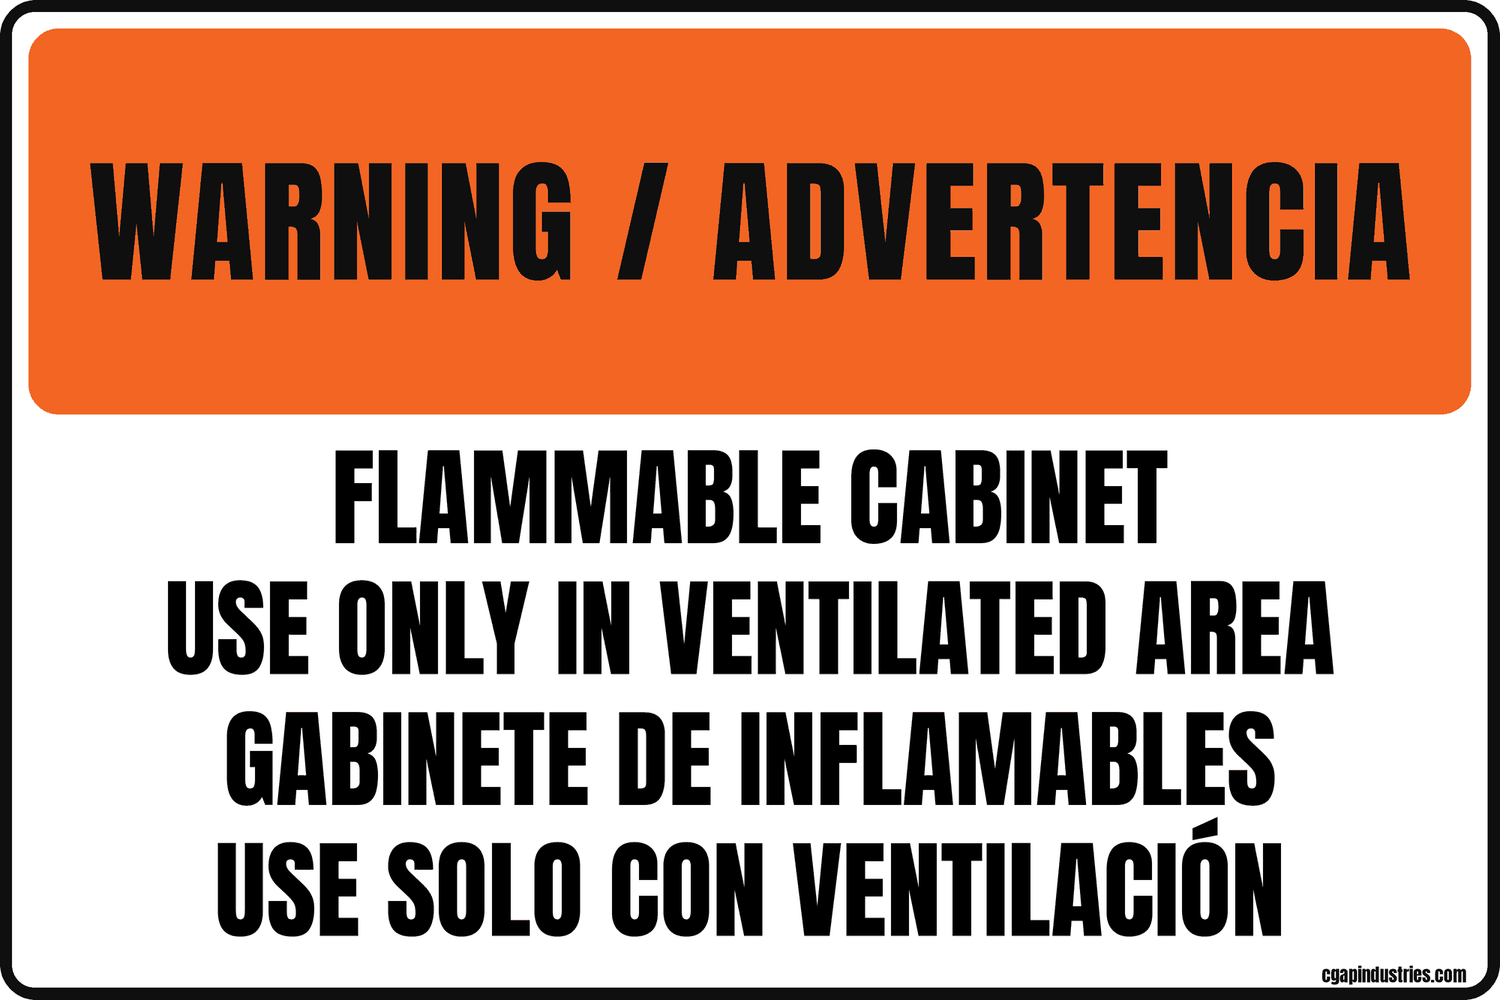 WARNING / ADVERTENCIA
FLAMMABLE CABINET
USE ONLY IN VENTILATED AREA
GABINETE DE INFLAMABLES
USE SOLO CON VENTILACIÓN
cgapindustries.com